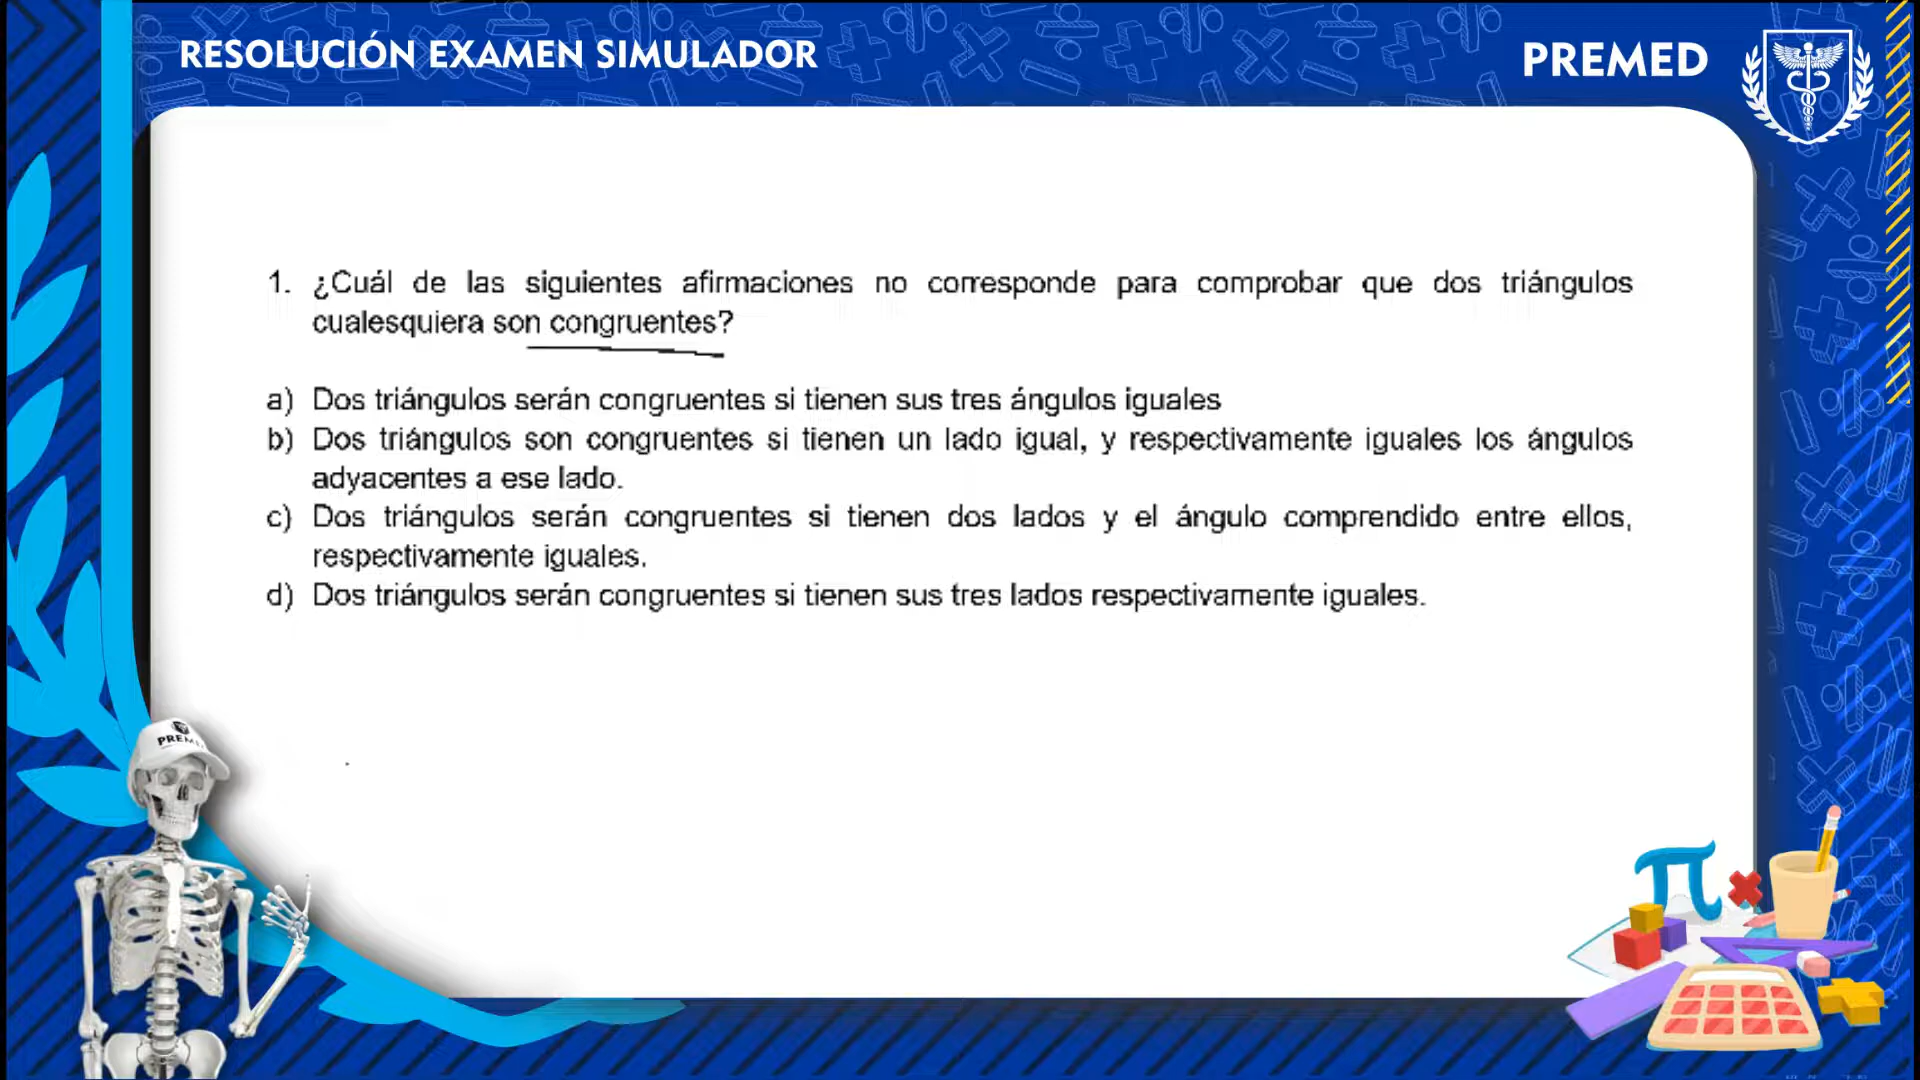 RESOLUCIÓN EXAMEN SIMULADOR
PREMED
1. ¿Cuál de las siguientes afirmaciones no corresponde para comprobar que dos triángulos
cualesquiera son congruentes?
a) Dos triángulos serán congruentes si tienen sus tres ángulos iguales
b) Dos triángulos son congruentes si tienen un lado igual, y respectivamente iguales los ángulos
adyacentes a ese lado.
c) Dos triángulos serán congruentes si tienen dos lados y el ángulo comprendido entre ellos,
respectivamente iguales.
d) Dos triángulos serán congruentes si tienen sus tres lados respectivamente iguales.